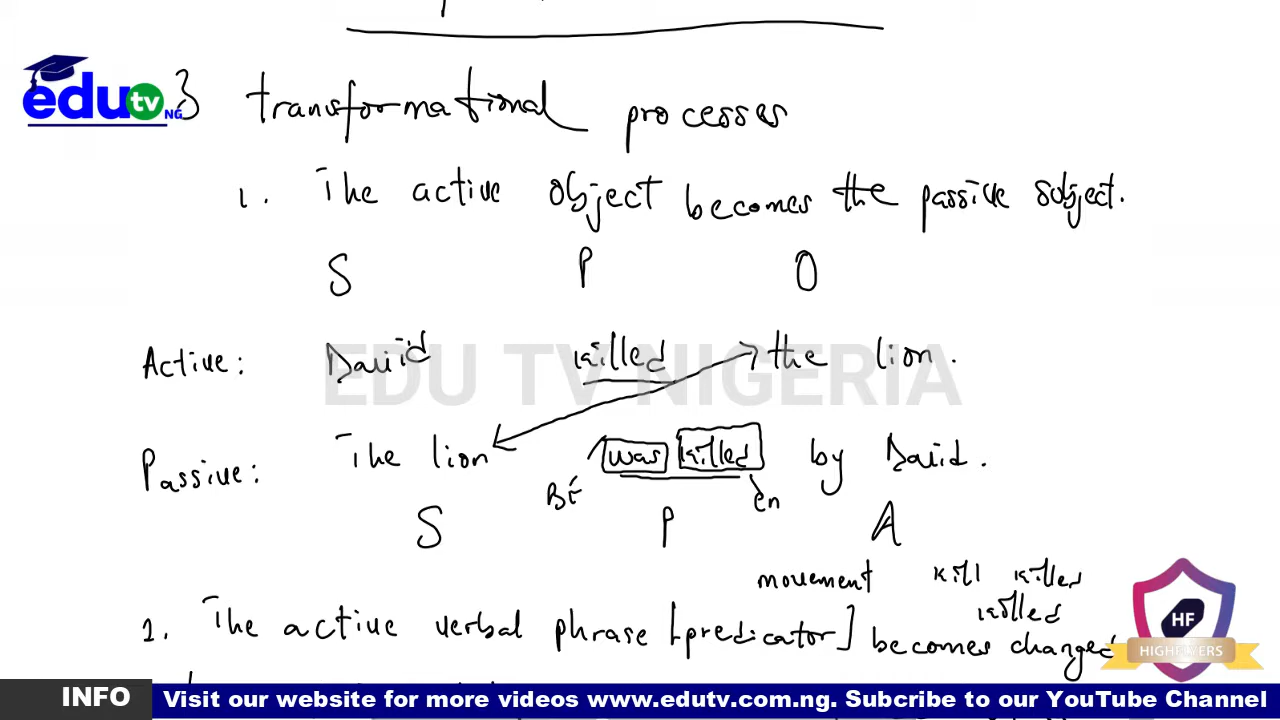 edu tv NG
3 transformational processes
1. The active object becomes the passive subject.
S P O
Active: David killed the lion.
EDU TV NIGERIA
Passive: The lion was killed by David.
BE en
S P A
movement kill killed
killed
2. The active verbal phrase [predicator] becomes changed
HF
HIGHFLYERS
INFO Visit our website for more videos www.edutv.com.ng. Subcribe to our YouTube Channel